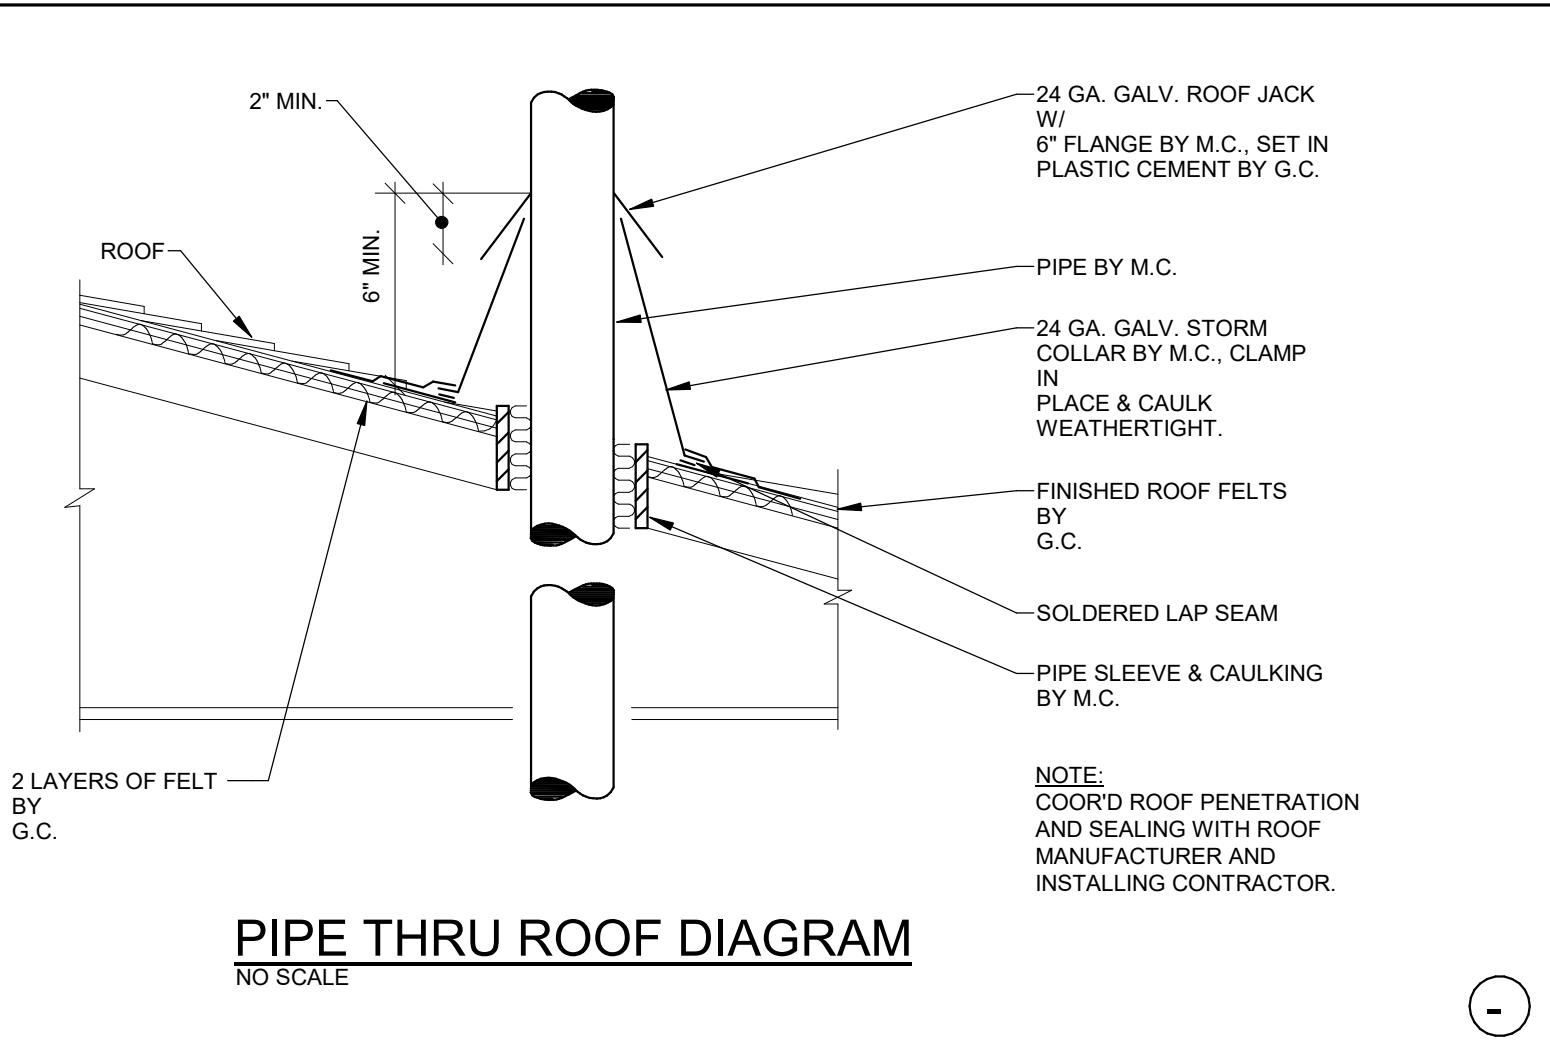 2" MIN.
ROOF
6" MIN.
2 LAYERS OF FELT
BY
G.C.
24 GA. GALV. ROOF JACK
W/
6" FLANGE BY M.C., SET IN
PLASTIC CEMENT BY G.C.
PIPE BY M.C.
24 GA. GALV. STORM
COLLAR BY M.C., CLAMP
IN
PLACE & CAULK
WEATHERTIGHT.
FINISHED ROOF FELTS
BY
G.C.
SOLDERED LAP SEAM
PIPE SLEEVE & CAULKING
BY M.C.
NOTE:
COOR'D ROOF PENETRATION
AND SEALING WITH ROOF
MANUFACTURER AND
INSTALLING CONTRACTOR.
PIPE THRU ROOF DIAGRAM
NO SCALE
-